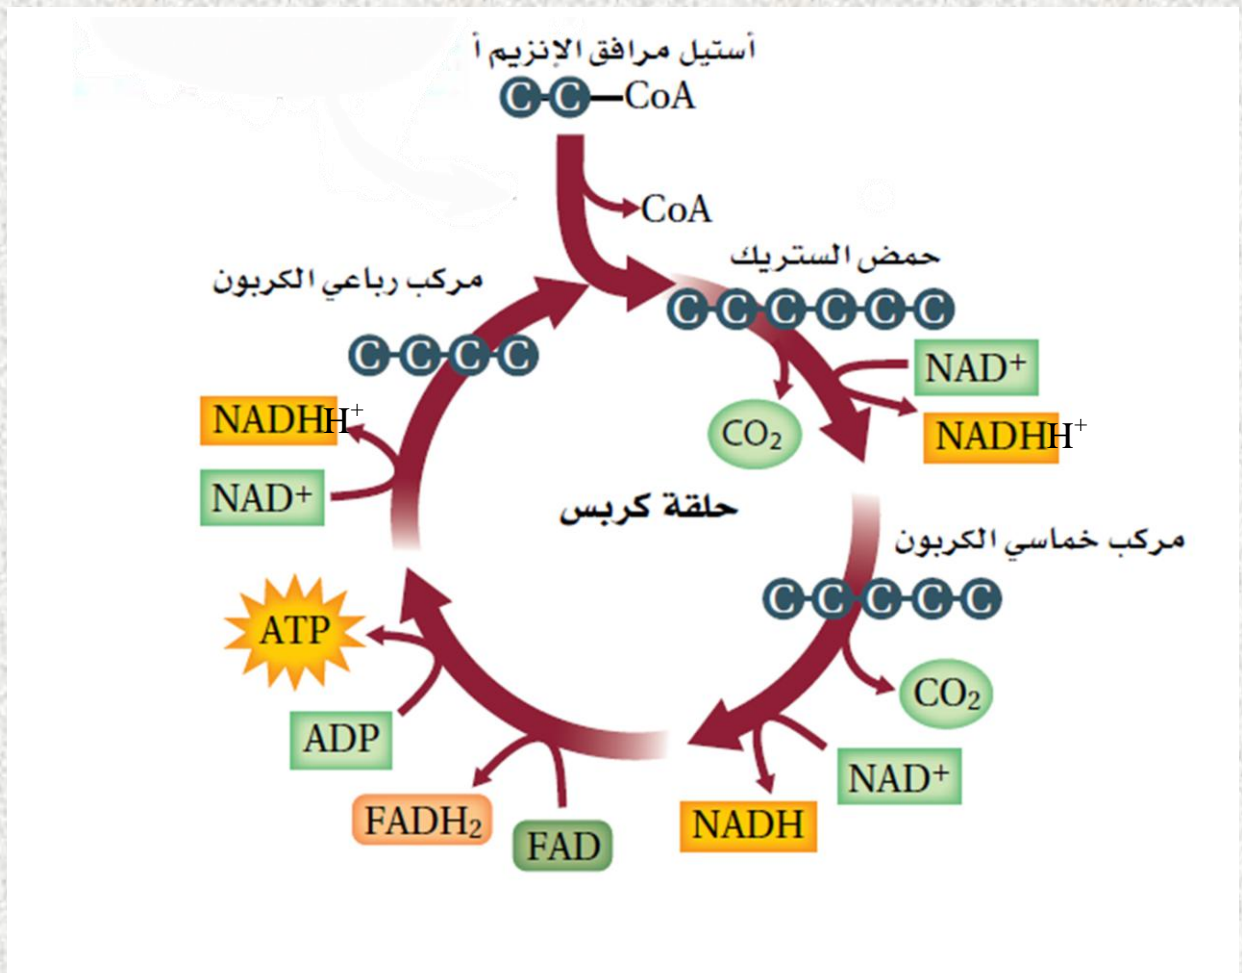 أستيل مرافق الإنزيم أ
C-C—CoA
CoA
حمض الستريك
C-C-C-C-C-C
NAD+
CO₂
NADHH⁺
مركب خماسي الكربون
C-C-C-C-C
CO₂
NAD+
NADH
FAD
FADH₂
ADP
ATP
NAD+
NADHH⁺
مركب رباعي الكربون
C-C-C-C
حلقة كربس